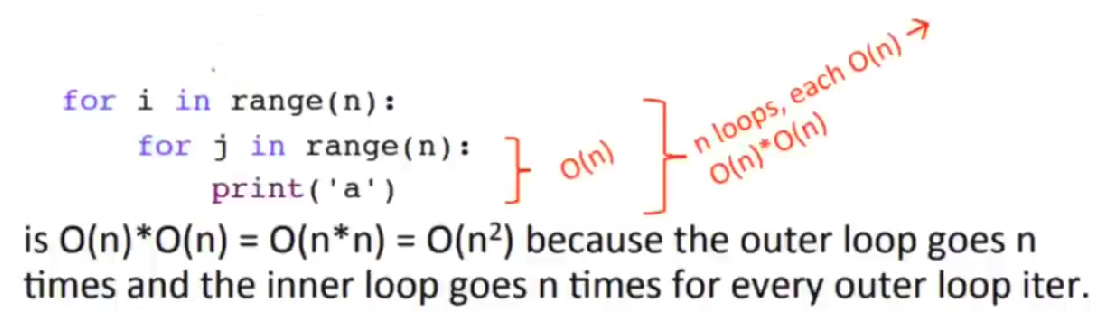 for i in range(n):
for j in range(n):
print('a')
O(n)
n loops, each O(n) →
O(n)*O(n)
is O(n)*O(n) = O(n*n) = O(n²) because the outer loop goes n
times and the inner loop goes n times for every outer loop iter.